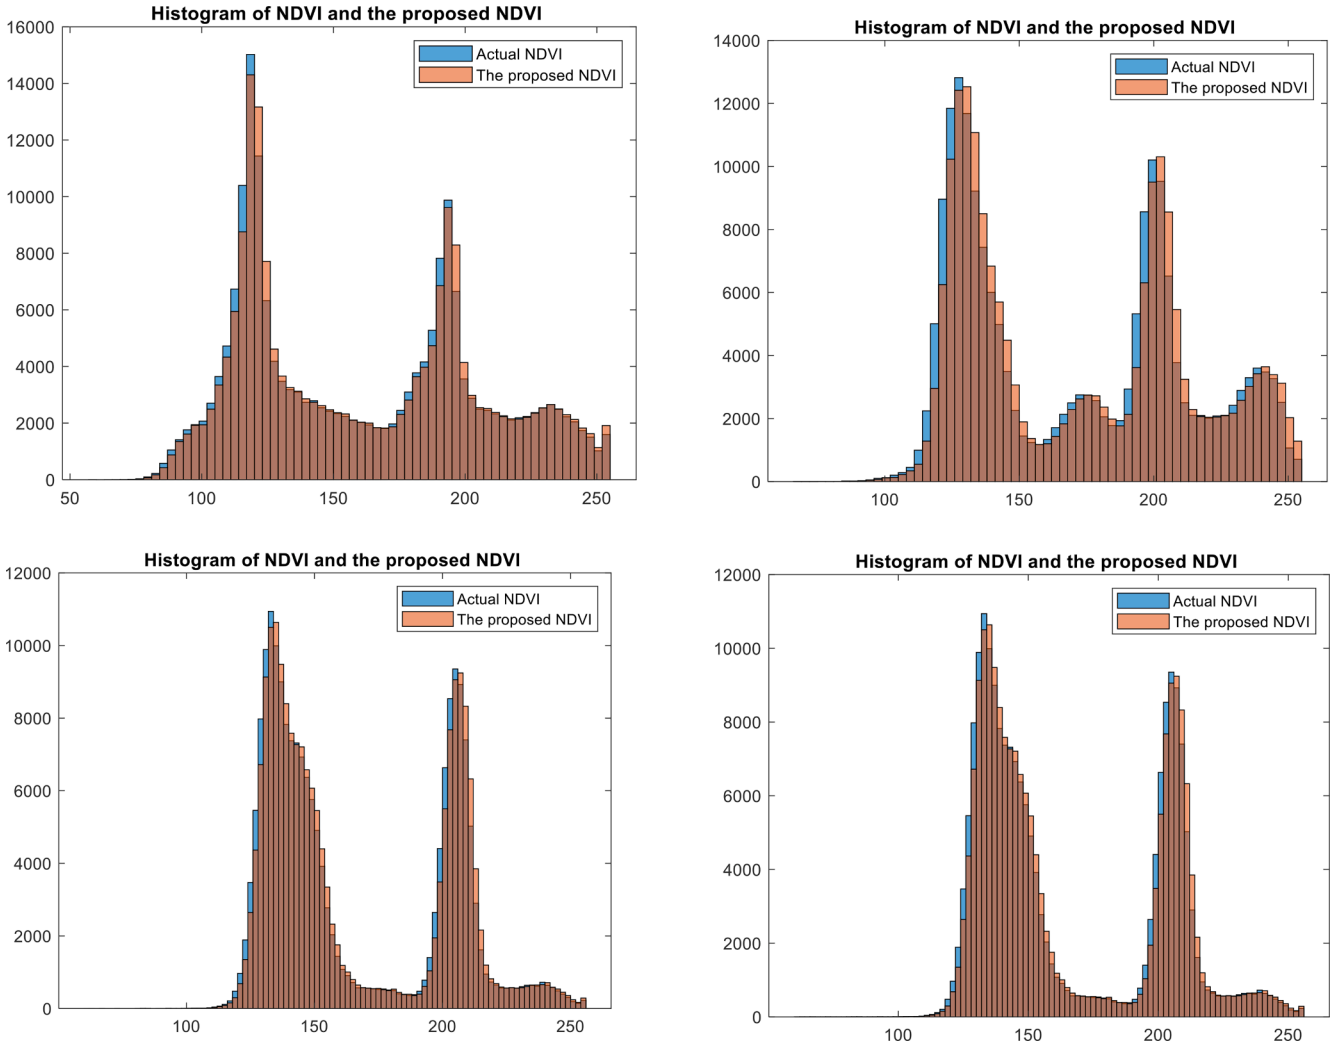 Histogram of NDVI and the proposed NDVI
16000
14000
12000
10000
8000
6000
4000
2000
0
50 100 150 200 250
Actual NDVI
The proposed NDVI
Histogram of NDVI and the proposed NDVI
14000
12000
10000
8000
6000
4000
2000
0
100 150 200 250
Actual NDVI
The proposed NDVI
Histogram of NDVI and the proposed NDVI
12000
10000
8000
6000
4000
2000
0
100 150 200 250
Actual NDVI
The proposed NDVI
Histogram of NDVI and the proposed NDVI
12000
10000
8000
6000
4000
2000
0
100 150 200 250
Actual NDVI
The proposed NDVI